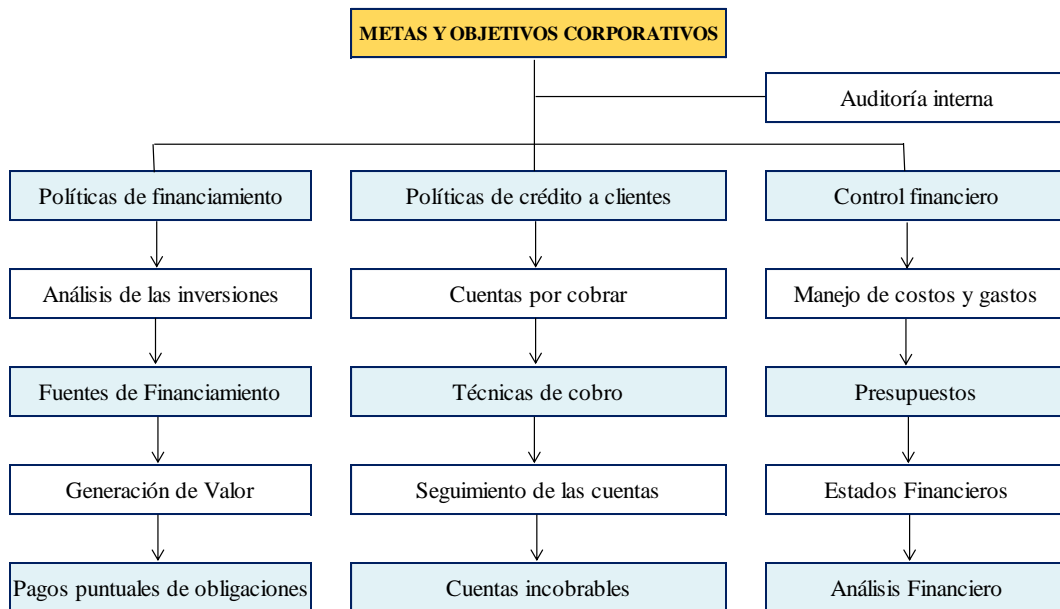 METAS Y OBJETIVOS CORPORATIVOS
Auditoría interna
Políticas de financiamiento
Políticas de crédito a clientes
Control financiero
Análisis de las inversiones
Cuentas por cobrar
Manejo de costos y gastos
Fuentes de Financiamiento
Técnicas de cobro
Presupuestos
Generación de Valor
Seguimiento de las cuentas
Estados Financieros
Pagos puntuales de obligaciones
Cuentas incobrables
Análisis Financiero